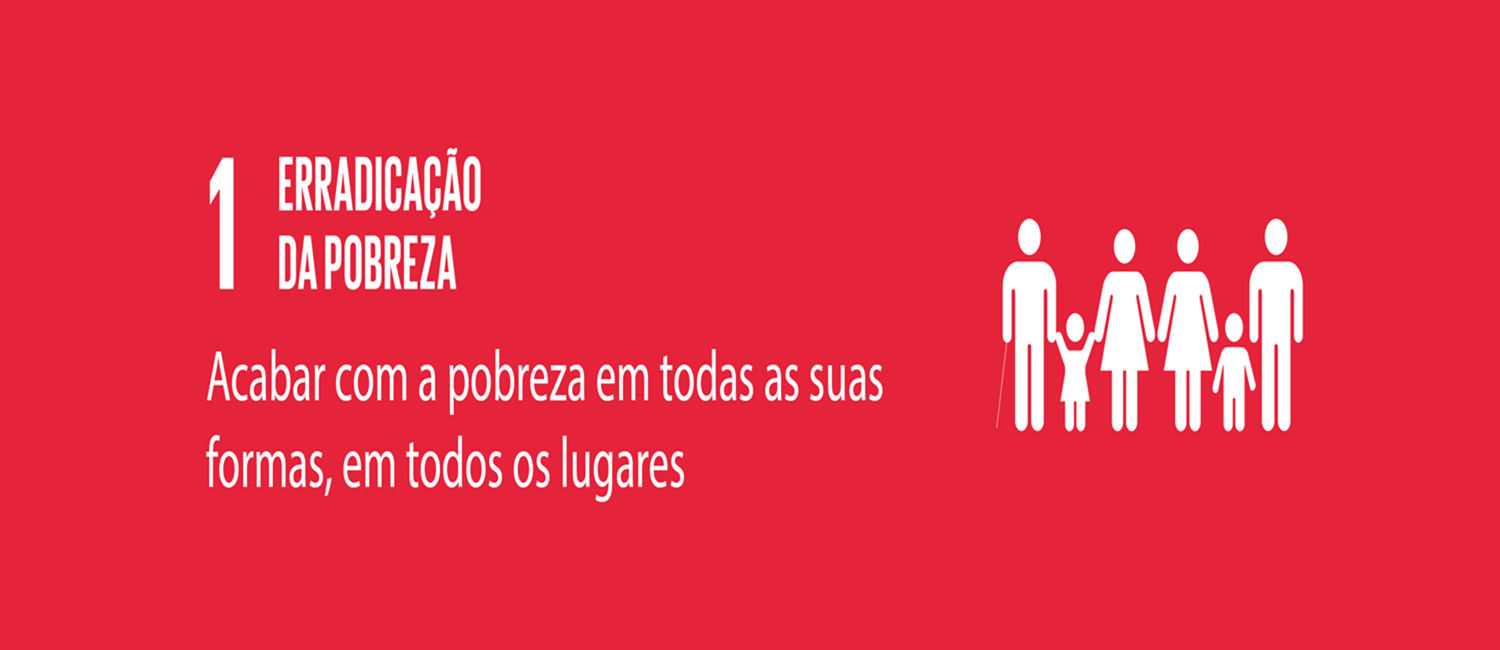 1
ERRADICAÇÃO
DA POBREZA
Acabar com a pobreza em todas as suas
formas, em todos os lugares